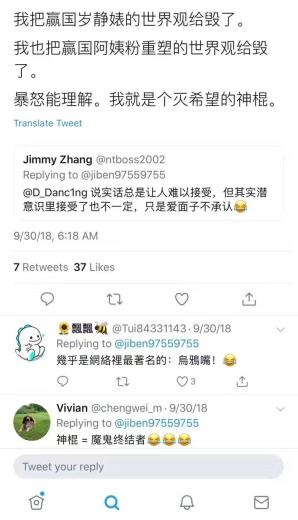 我把赢国岁静婊的世界观给毁了。
我也把赢国阿姨粉重塑的世界观给毁
了。
暴怒能理解。我就是个灭希望的神棍。
Translate Tweet
Jimmy Zhang @ntboss2002
Replying to @jiben97559755
@D_Danc1ng 说实话总是让人难以接受，但其实潜
意识里接受了也不一定，只是爱面子不承认😂
9/30/18, 6:18 AM
7 Retweets 37 Likes
🌻飄飄🐝 @Tui84331143 · 9/30/18
Replying to @jiben97559755
幾乎是網絡裡最著名的：烏鴉嘴！😂
3
Vivian @chengwei_m · 9/30/18
Replying to @jiben97559755
神棍 = 魔鬼终结者😂😂😂
Tweet your reply